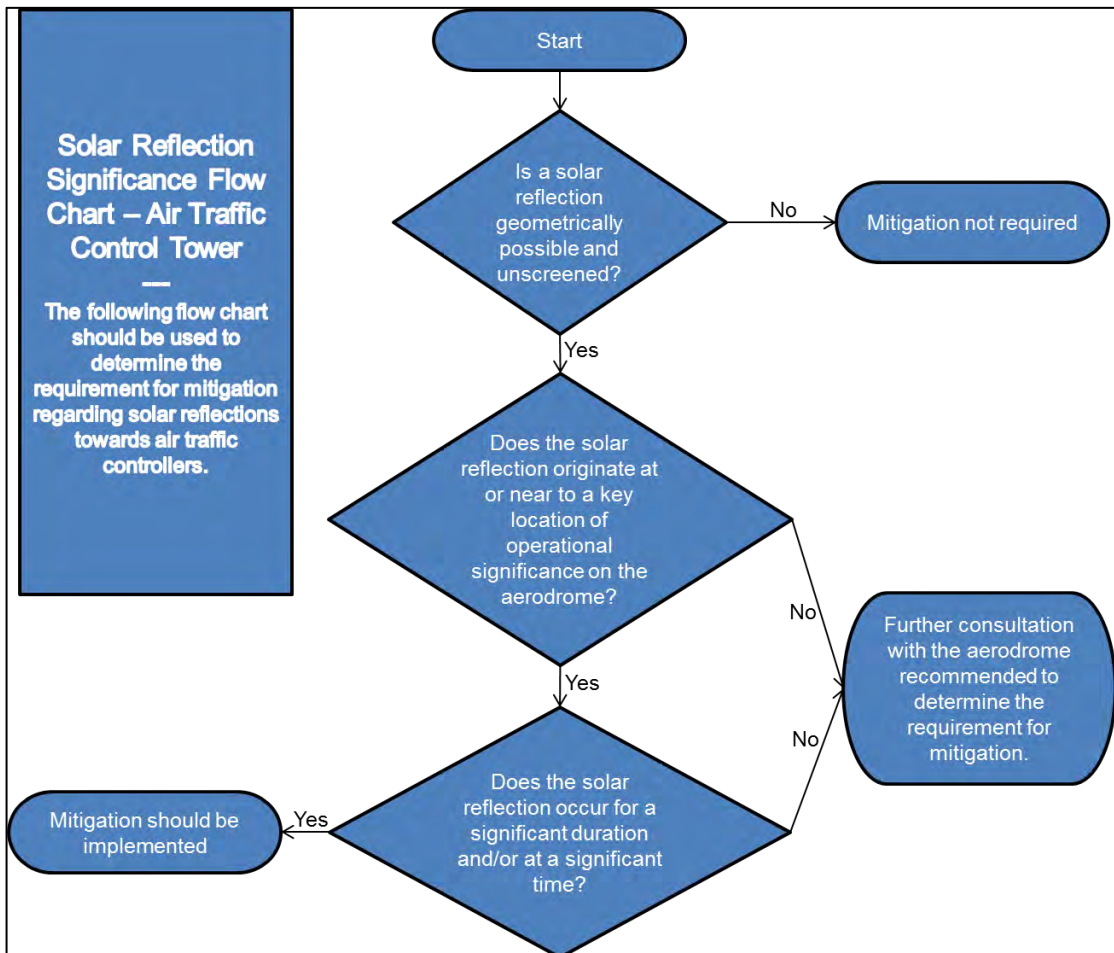 Solar Reflection
Significance Flow
Chart – Air Traffic
Control Tower
---
The following flow chart
should be used to
determine the
requirement for mitigation
regarding solar reflections
towards air traffic
controllers.
Start
Is a solar
reflection
geometrically
possible and
unscreened?
No
Mitigation not required
Yes
Does the solar
reflection originate at
or near to a key
location of
operational
significance on the
aerodrome?
No
Further consultation
with the aerodrome
recommended to
determine the
requirement for
mitigation.
Yes
No
Does the solar
reflection occur for a
significant duration
and/or at a significant
time?
Yes
Mitigation should be
implemented